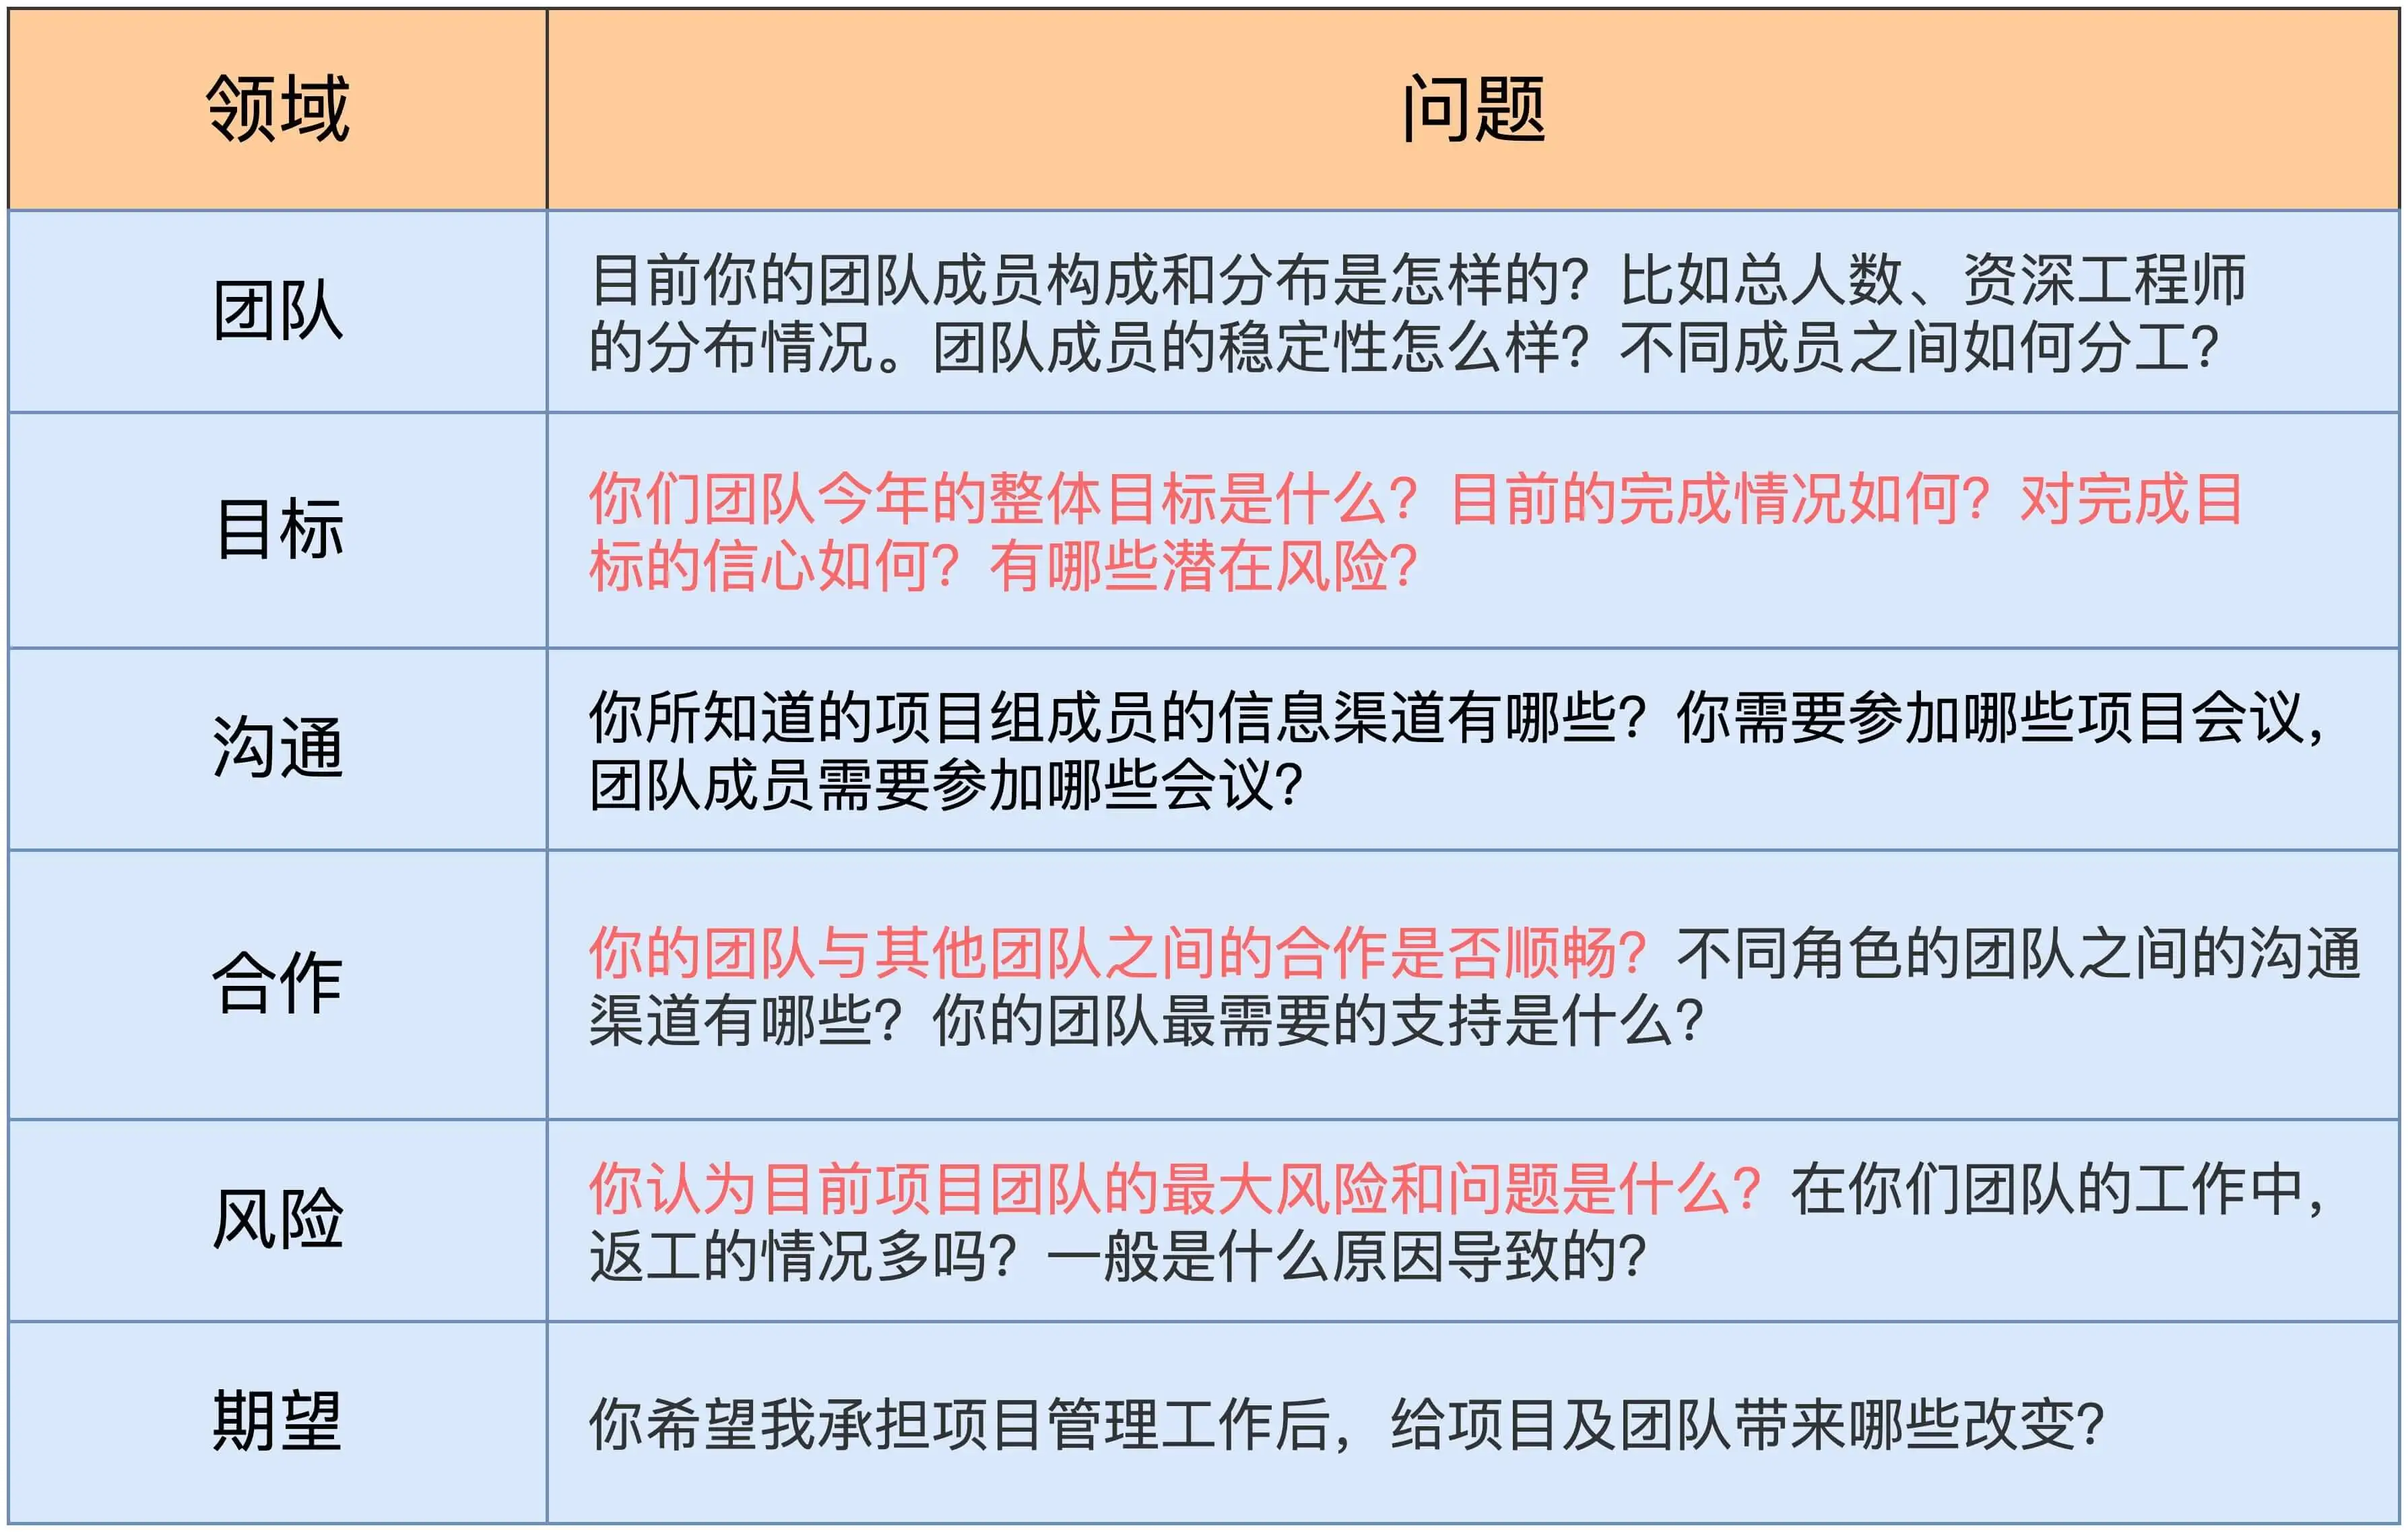 领域
问题
团队
目前你的团队成员构成和分布是怎样的？比如总人数、资深工程师
的分布情况。团队成员的稳定性怎么样？不同成员之间如何分工？
目标
你们团队今年的整体目标是什么？目前的完成情况如何？对完成目
标的信心如何？有哪些潜在风险？
沟通
你所知道的项目组成员的信息渠道有哪些？你需要参加哪些项目会议，
团队成员需要参加哪些会议？
合作
你的团队与其他团队之间的合作是否顺畅？不同角色的团队之间的沟通
渠道有哪些？你的团队最需要的支持是什么？
风险
你认为目前项目团队的最大风险和问题是什么？在你们团队的工作中，
返工的情况多吗？一般是什么原因导致的？
期望
你希望我承担项目管理工作后，给项目及团队带来哪些改变？